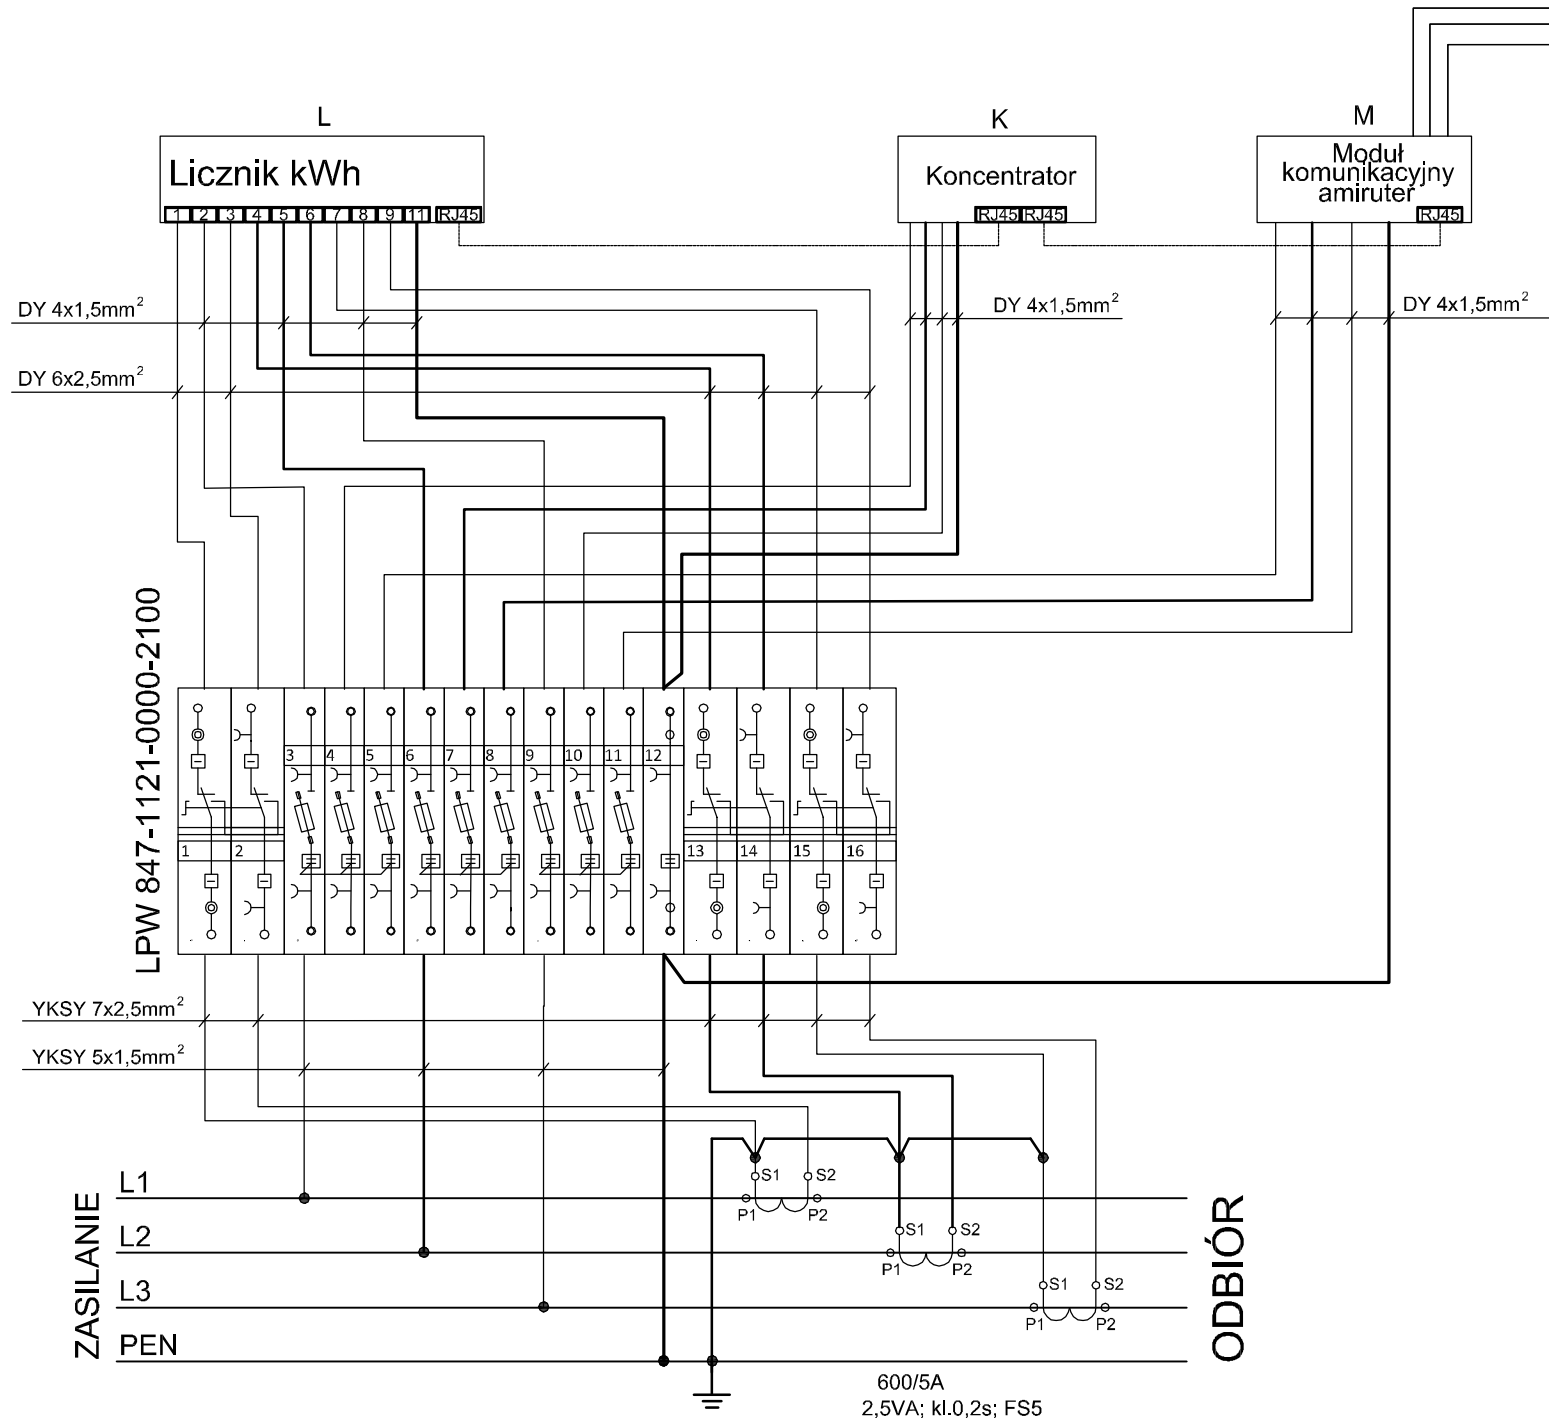 L
K
M
Licznik kWh
Koncentrator
Moduł
komunikacyjny
amiruter
1 2 3 4 5 6 7 8 9 11 RJ45
RJ45 RJ45
RJ45
DY 4x1,5mm²
DY 4x1,5mm²
DY 4x1,5mm²
DY 6x2,5mm²
LPW 847-1121-0000-2100
3 4 5 6 7 8 9 10 11 12
1 2 13 14 15 16
YKSY 7x2,5mm²
YKSY 5x1,5mm²
ZASILANIE
L1
S1 S2
P1 P2
L2
S1 S2
P1 P2
L3
S1 S2
P1 P2
PEN
ODBIÓR
600/5A
2,5VA; kl.0,2s; FS5